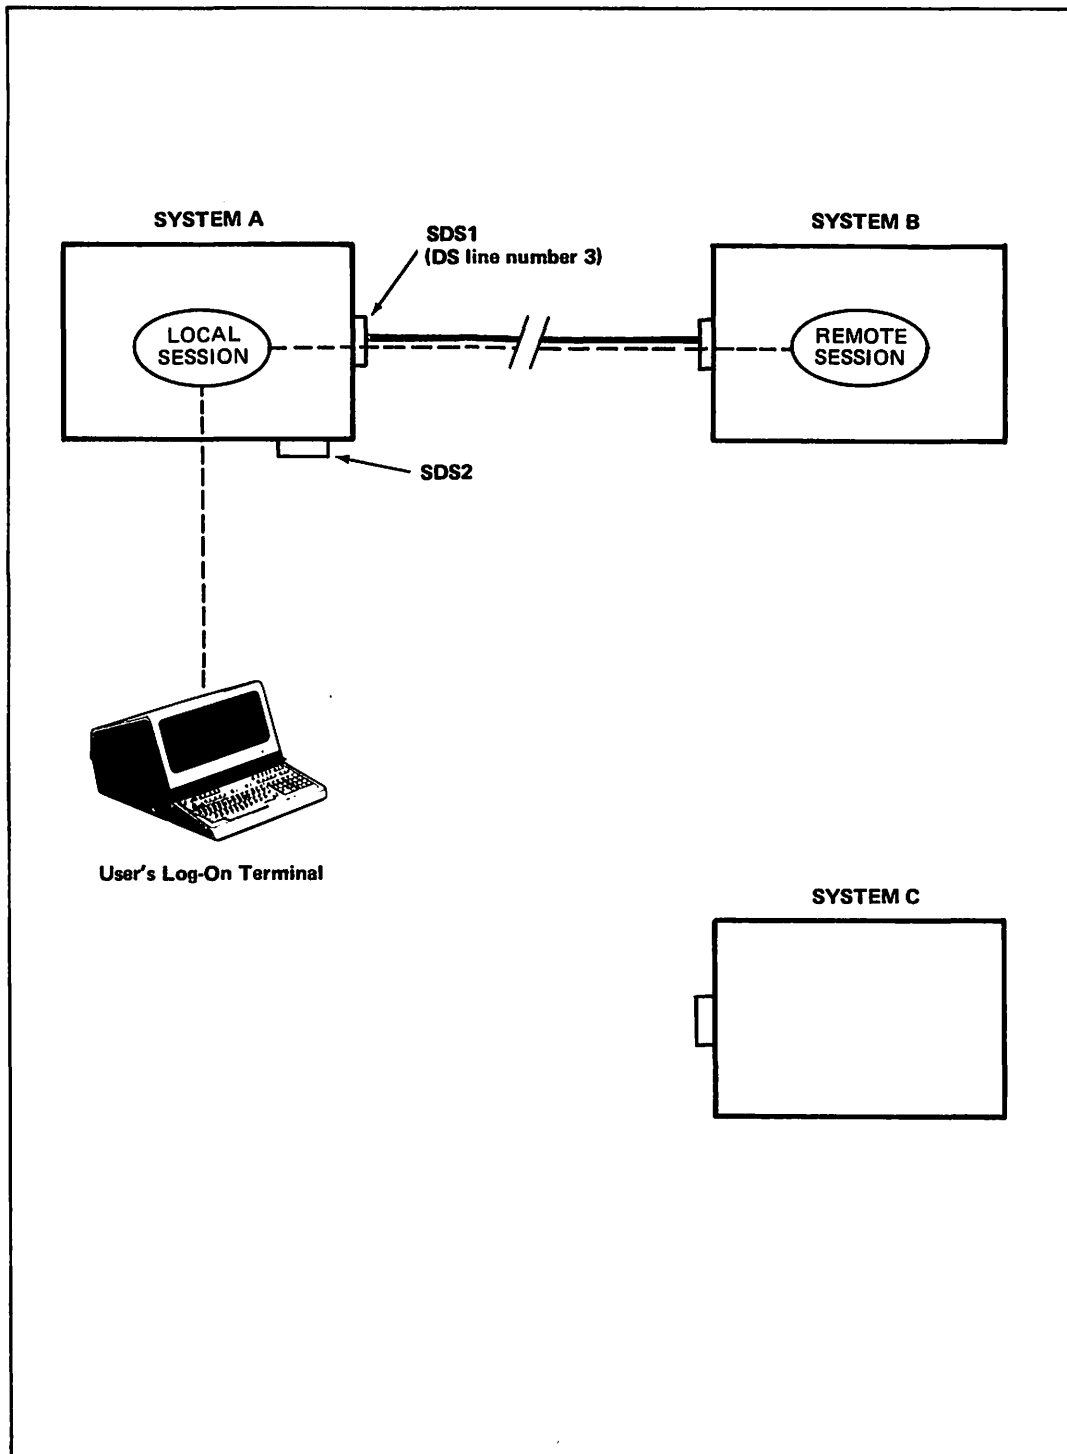 SYSTEM A
SDS1
(DS line number 3)
SYSTEM B
LOCAL
SESSION
REMOTE
SESSION
SDS2
User's Log-On Terminal
SYSTEM C